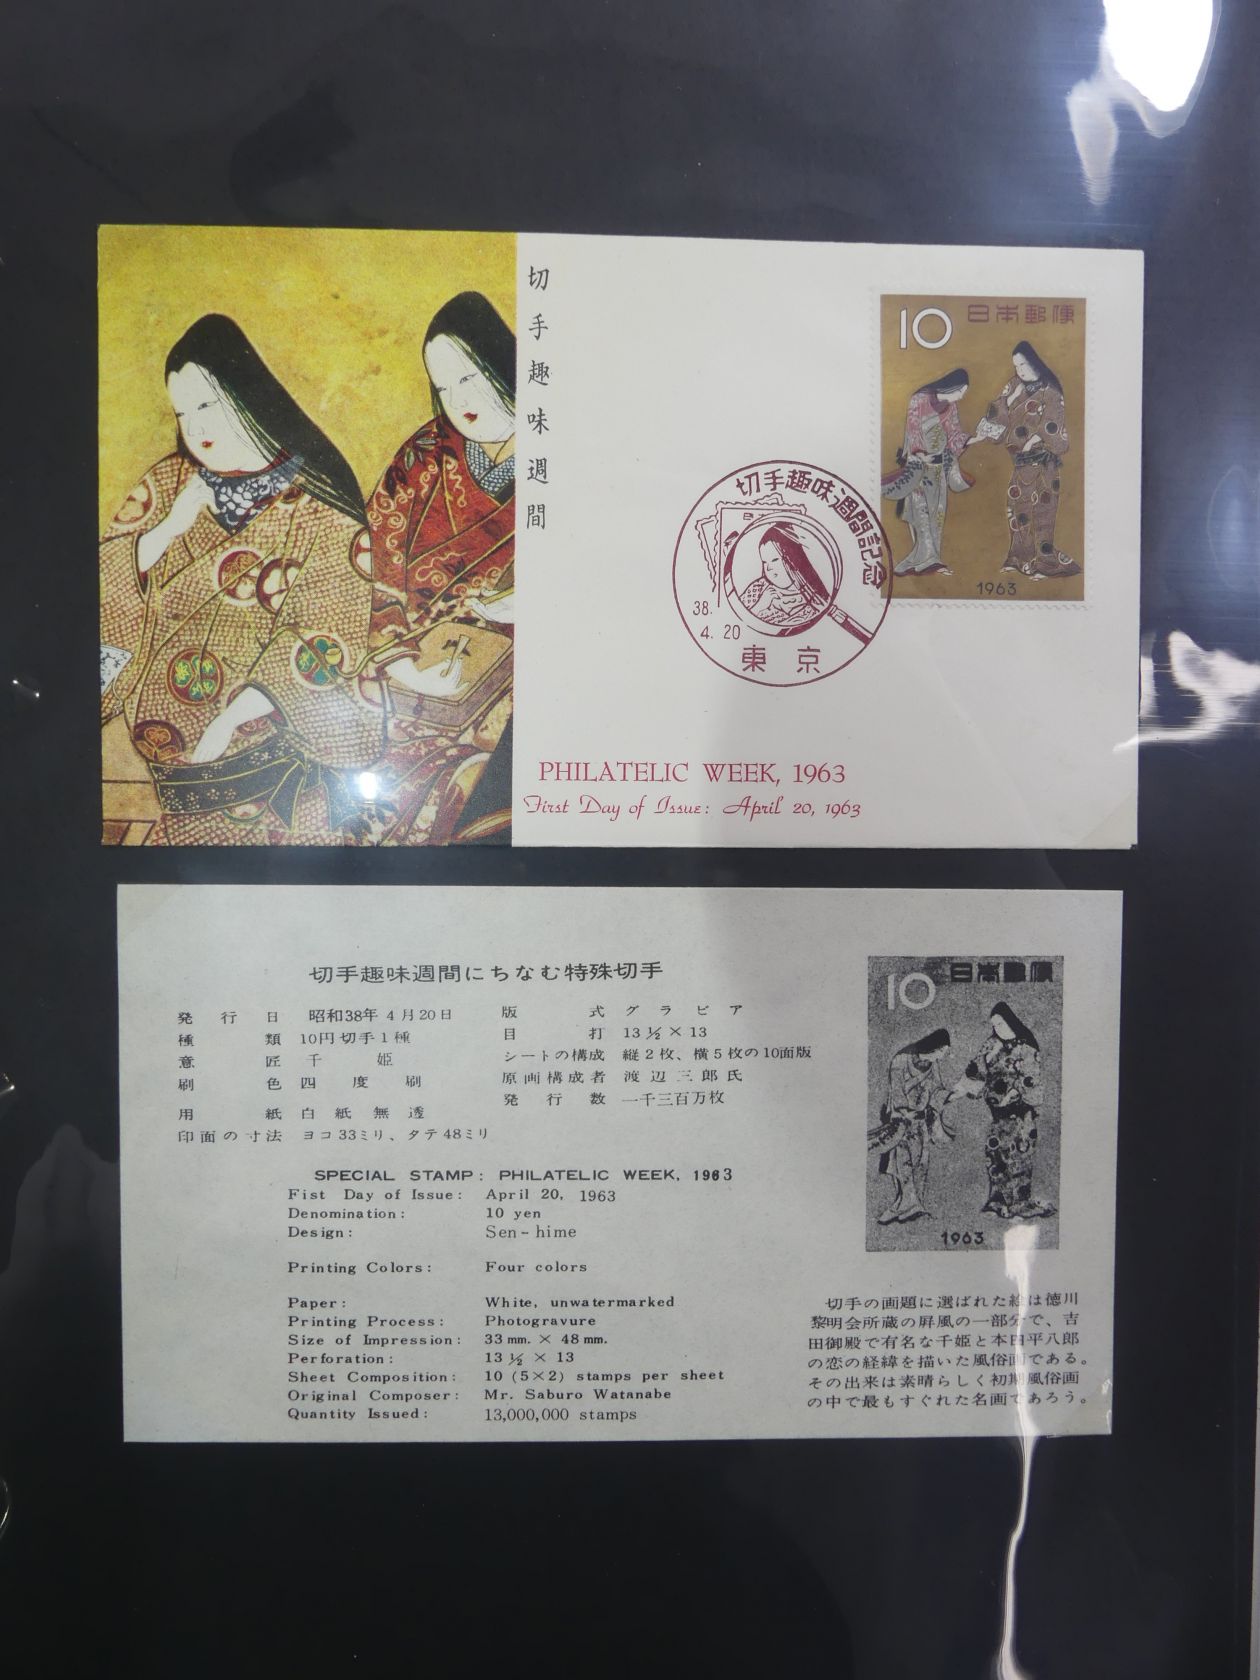 切手趣味週間
10 日本郵便
1963
切手趣味週間記念
38.
4. 20
東京
PHILATELIC WEEK, 1963
First Day of Issue: April 20, 1963
切手趣味週間にちなむ特殊切手
発行日 昭和38年 4月20日
種類 10円切手1種
意匠 千姫
刷色 四度刷
用紙 白紙無透
印面の寸法 ヨコ33ミリ、タテ48ミリ
版式 グラビア
目打 13½×13
シートの構成 縦2枚、横5枚の10面版
原画構成者 渡辺三郎氏
発行数 一千三百万枚
SPECIAL STAMP: PHILATELIC WEEK, 1963
Fist Day of Issue: April 20, 1963
Denomination: 10 yen
Design: Sen-hime
Printing Colors: Four colors
Paper: White, unwatermarked
Printing Process: Photogravure
Size of Impression: 33 mm. × 48 mm.
Perforation: 13 ½ × 13
Sheet Composition: 10 (5×2) stamps per sheet
Original Composer: Mr. Saburo Watanabe
Quantity Issued: 13,000,000 stamps
10 日本郵便
1963
切手の画題に選ばれた絵は徳川
黎明会所蔵の屏風の一部分で、吉
田御殿で有名な千姫と本田平八郎
の恋の経緯を描いた風俗画である。
その出来は素晴らしく初期風俗画
の中で最もすぐれた名画であろう。